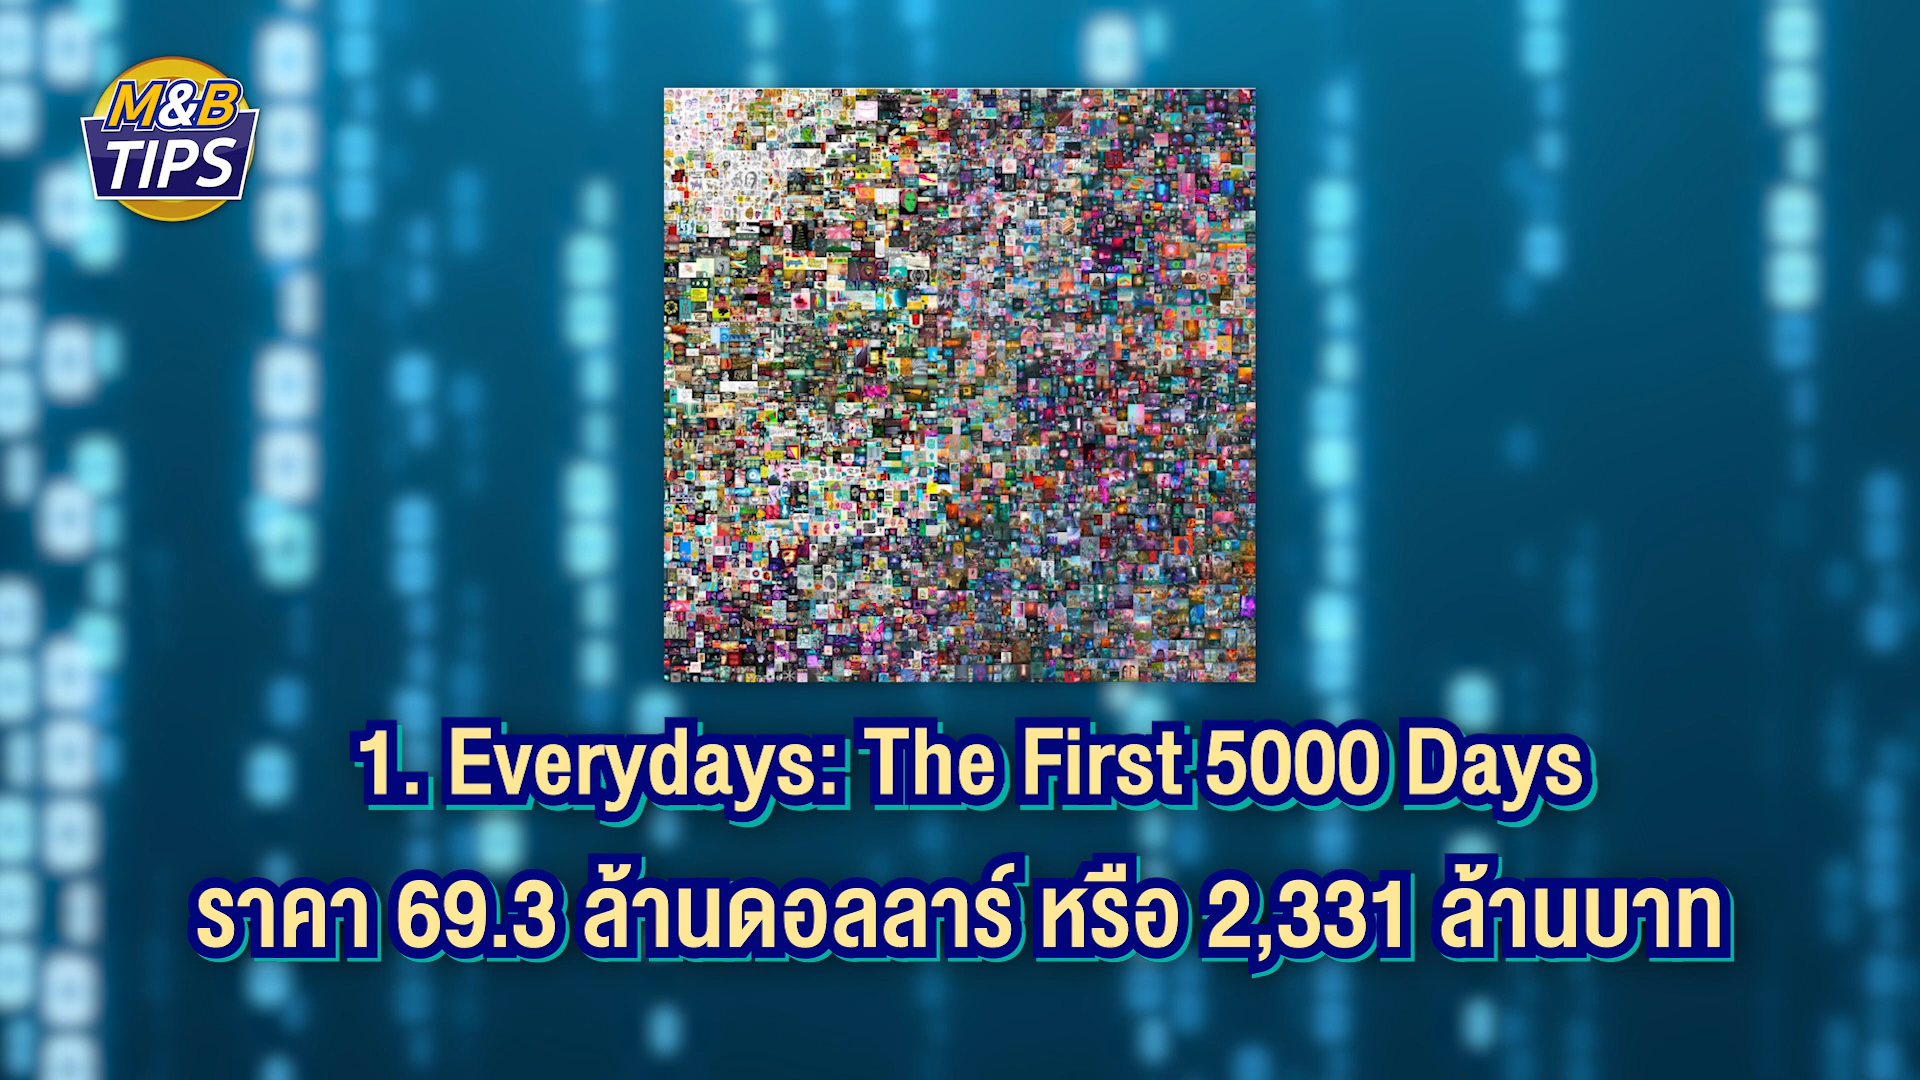 M&B
TIPS
1. Everydays: The First 5000 Days
ราคา 69.3 ล้านดอลลาร์ หรือ 2,331 ล้านบาท